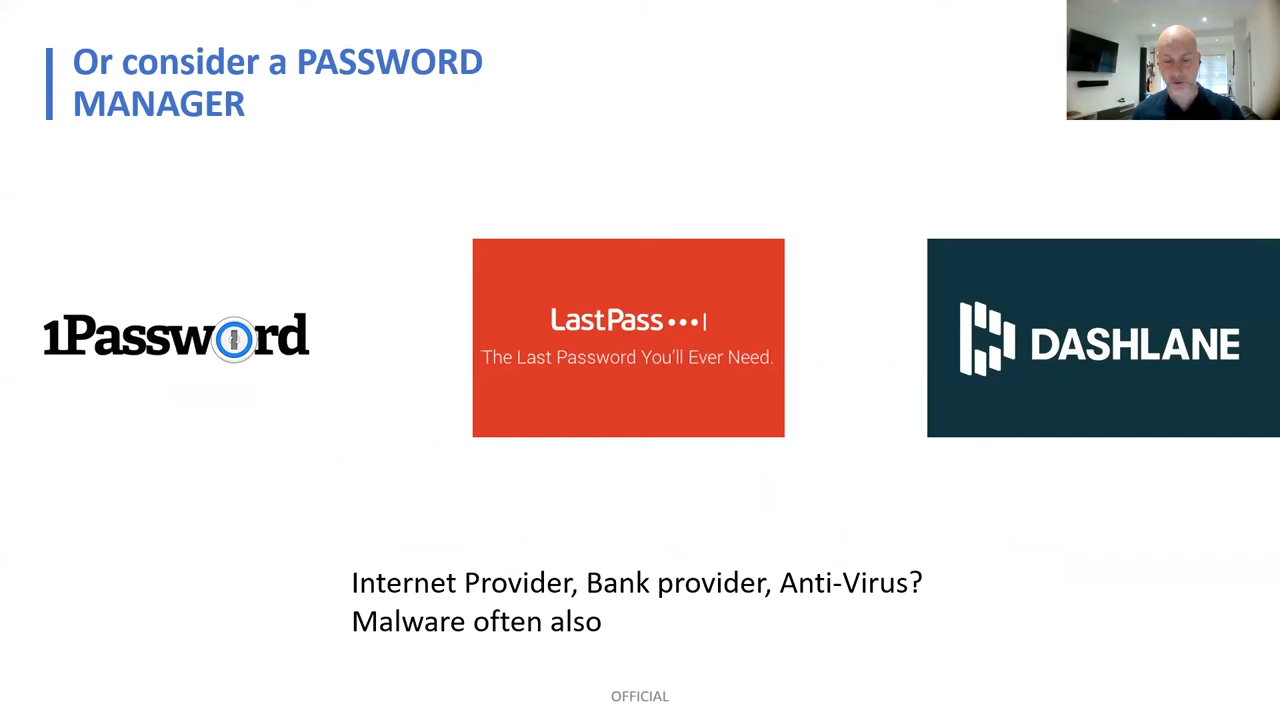 Or consider a PASSWORD
MANAGER
1Password
LastPass
The Last Password You'll Ever Need.
DASHLANE
Internet Provider, Bank provider, Anti-Virus?
Malware often also
OFFICIAL